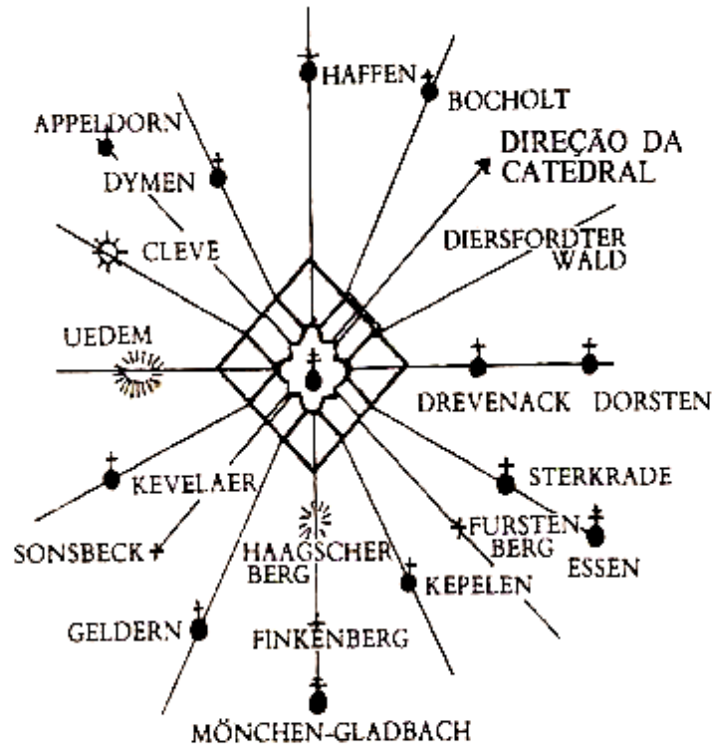 HAFFEN
BOCHOLT
APPELDORN
DIREÇÃO DA
CATEDRAL
DYMEN
DIERSFORDTER
WALD
CLEVE
UEDEM
DREVENACK DORSTEN
KEVELAER
STERKRADE
SONSBECK
HAAGSCHER
BERG
FURSTEN
BERG
ESSEN
KEPELEN
GELDERN
FINKENBERG
MÖNCHEN-GLADBACH